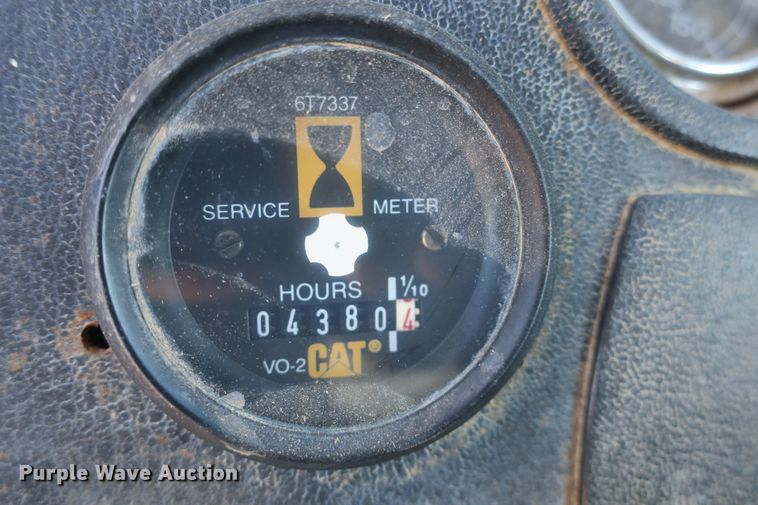 6T7337
SERVICE METER
HOURS 1/10
043804
VO-2 CAT®
Purple Wave Auction